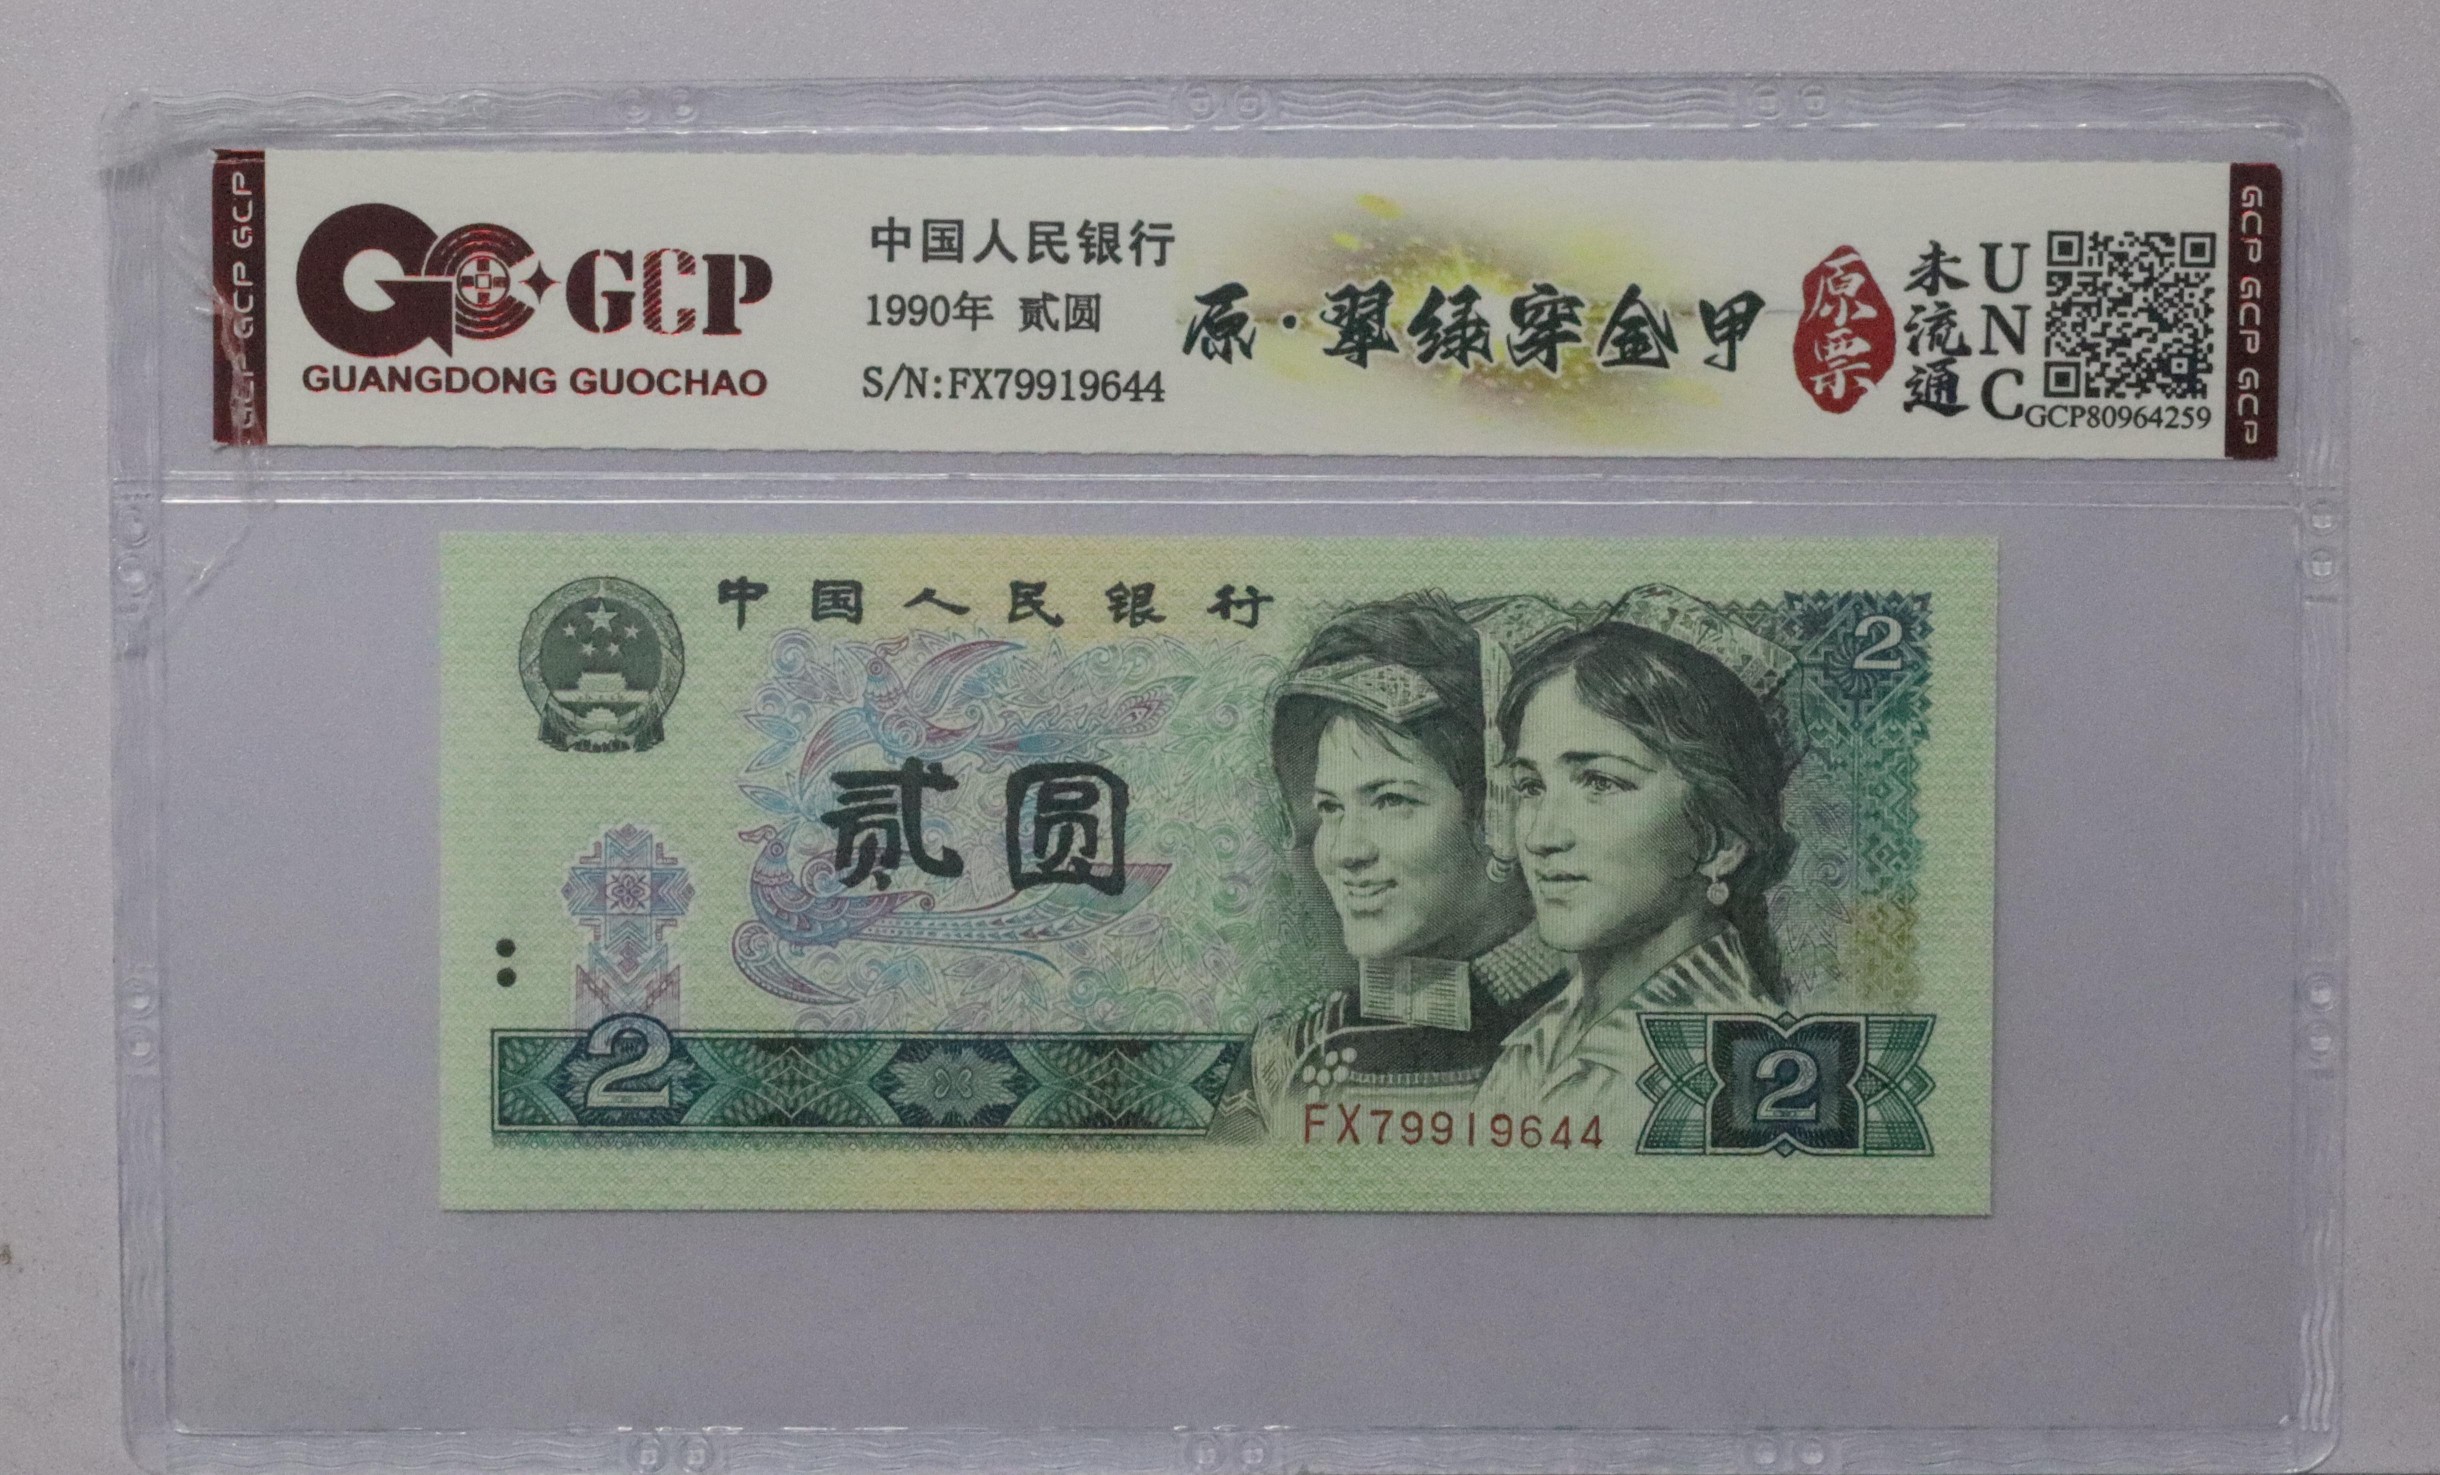 GCP GCP GCP
GCP
GUANGDONG GUOCHAO
中国人民银行
1990年 贰圆
S/N:FX79919644
原·翠绿穿金甲
原票
未流通
UNC
GCP80964259
GCP GCP GCP
中国人民银行
2
贰圆
2
FX79919644
2